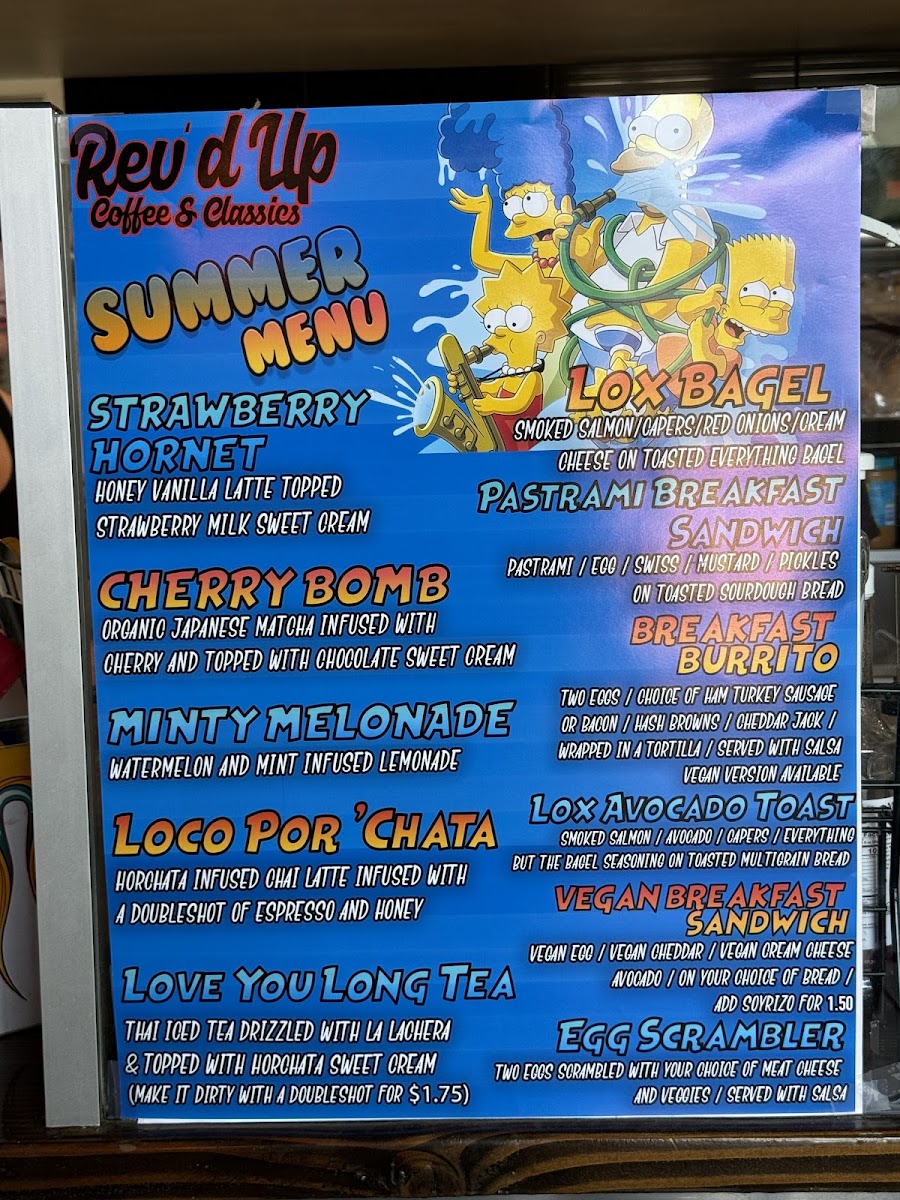 Rev'd Up
Coffee & Classics
SUMMER
MENU
STRAWBERRY
HORNET
HONEY VANILLA LATTE TOPPED
STRAWBERRY MILK SWEET CREAM
CHERRY BOMB
ORGANIC JAPANESE MATCHA INFUSED WITH
CHERRY AND TOPPED WITH CHOCOLATE SWEET CREAM
MINTY MELONADE
WATERMELON AND MINT INFUSED LEMONADE
LOCO POR 'CHATA
HORCHATA INFUSED CHAI LATTE INFUSED WITH
A DOUBLESHOT OF ESPRESSO AND HONEY
LOVE YOU LONG TEA
THAI ICED TEA DRIZZLED WITH LA LACHERA
& TOPPED WITH HORCHATA SWEET CREAM
(MAKE IT DIRTY WITH A DOUBLESHOT FOR $1.75)
LOX BAGEL
SMOKED SALMON/CAPERS/RED ONIONS/CREAM
CHEESE ON TOASTED EVERYTHING BAGEL
PASTRAMI BREAKFAST
SANDWICH
PASTRAMI / EGG / SWISS / MUSTARD / PICKLES
ON TOASTED SOURDOUGH BREAD
BREAKFAST
BURRITO
TWO EGGS / CHOICE OF HAM TURKEY SAUSAGE
OR BACON / HASH BROWNS / CHEDDAR JACK /
WRAPPED IN A TORTILLA / SERVED WITH SALSA
VEGAN VERSION AVAILABLE
LOX AVOCADO TOAST
SMOKED SALMON / AVOCADO / CAPERS / EVERYTHING
BUT THE BAGEL SEASONING ON TOASTED MULTIGRAIN BREAD
VEGAN BREAKFAST
SANDWICH
VEGAN EGG / VEGAN CHEDDAR / VEGAN CREAM CHEESE
AVOCADO / ON YOUR CHOICE OF BREAD /
ADD SOYRIZO FOR 1.50
EGG SCRAMBLER
TWO EGGS SCRAMBLED WITH YOUR CHOICE OF MEAT CHEESE
AND VEGGIES / SERVED WITH SALSA